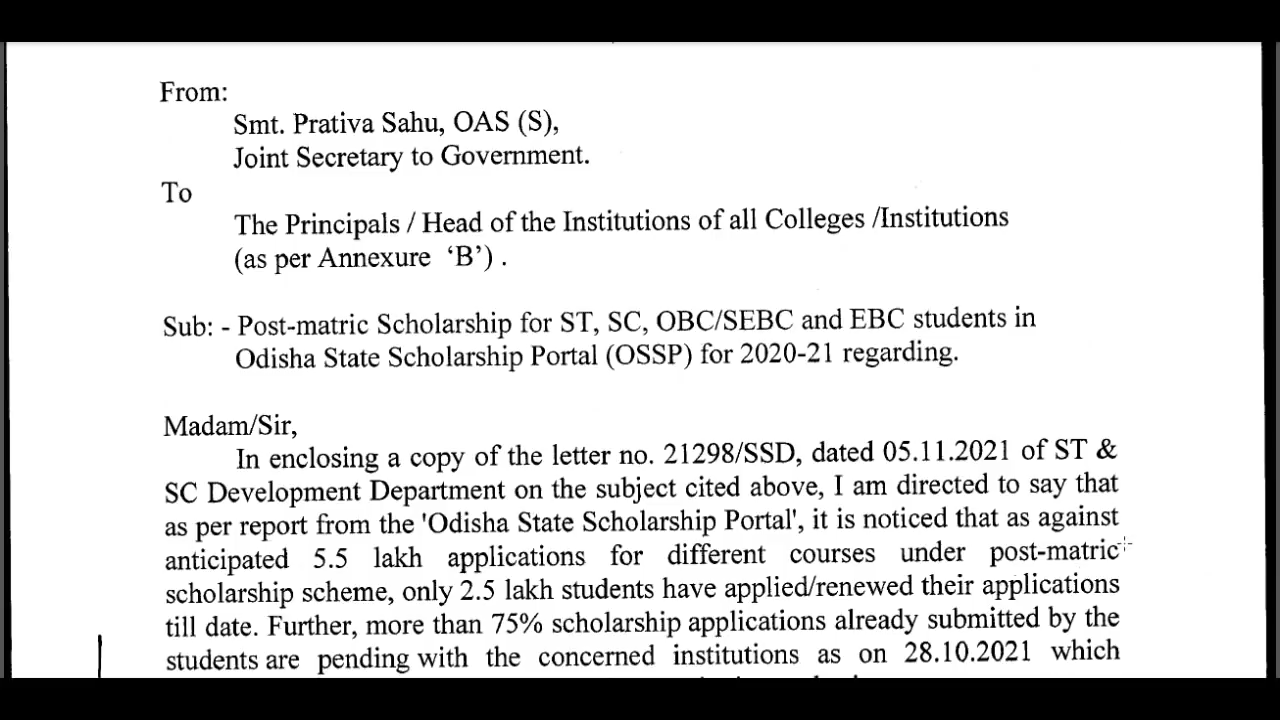 From:
Smt. Prativa Sahu, OAS (S),
Joint Secretary to Government.
To
The Principals / Head of the Institutions of all Colleges /Institutions
(as per Annexure ‘B’) .
Sub: - Post-matric Scholarship for ST, SC, OBC/SEBC and EBC students in
Odisha State Scholarship Portal (OSSP) for 2020-21 regarding.
Madam/Sir,
In enclosing a copy of the letter no. 21298/SSD, dated 05.11.2021 of ST &
SC Development Department on the subject cited above, I am directed to say that
as per report from the 'Odisha State Scholarship Portal', it is noticed that as against
anticipated 5.5 lakh applications for different courses under post-matric
scholarship scheme, only 2.5 lakh students have applied/renewed their applications
till date. Further, more than 75% scholarship applications already submitted by the
students are pending with the concerned institutions as on 28.10.2021 which